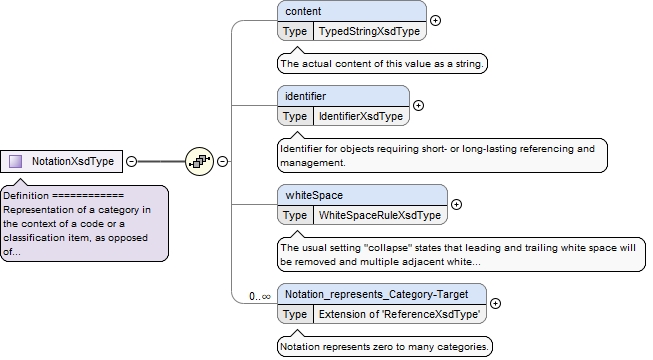 content
Type TypedStringXsdType
The actual content of this value as a string.
identifier
Type IdentifierXsdType
Identifier for objects requiring short- or long-lasting referencing and
management.
NotationXsdType
Definition ============
Representation of a category in
the context of a code or a
classification item, as opposed
of...
whiteSpace
Type WhiteSpaceRuleXsdType
The usual setting "collapse" states that leading and trailing white space will
be removed and multiple adjacent white...
0..∞
Notation_represents_Category-Target
Type Extension of 'ReferenceXsdType'
Notation represents zero to many categories.